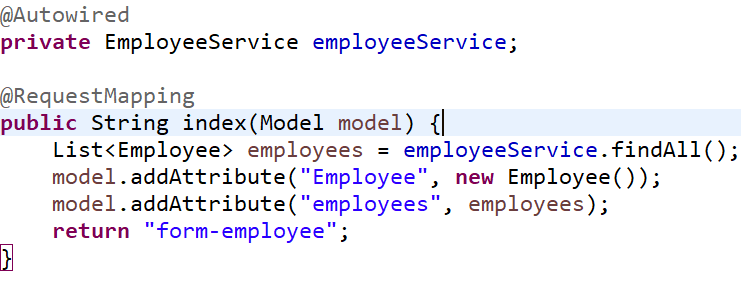 @Autowired
private EmployeeService employeeService;

@RequestMapping
public String index(Model model) {
    List<Employee> employees = employeeService.findAll();
    model.addAttribute("Employee", new Employee());
    model.addAttribute("employees", employees);
    return "form-employee";
}